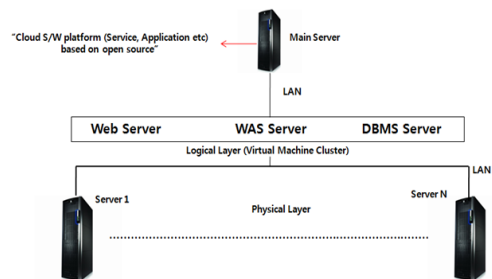 "Cloud S/W platform (Service, Application etc)
based on open source"
Main Server
LAN
Web Server WAS Server DBMS Server
Logical Layer (Virtual Machine Cluster)
LAN
Server 1
Server N
Physical Layer